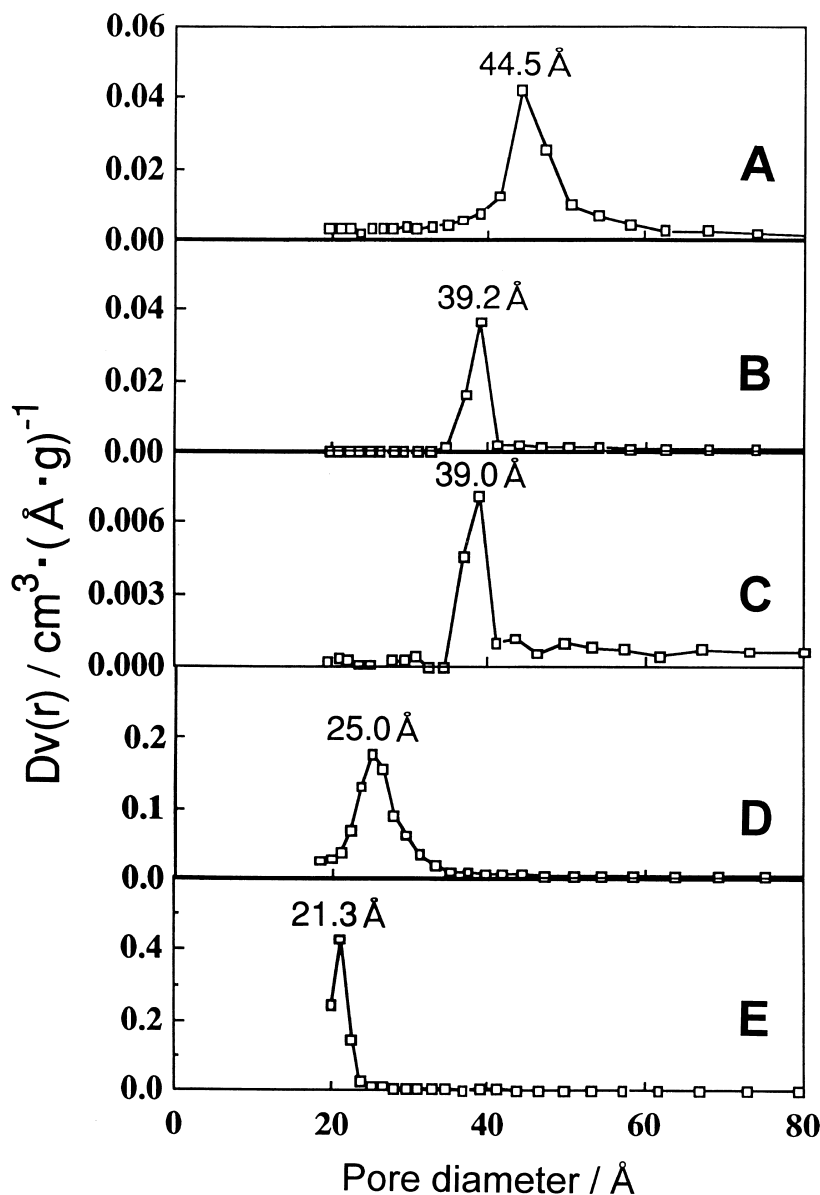 0.06
44.5 Å
0.04
A
0.02
0.00
39.2 Å
0.04
B
0.02
0.00
39.0 Å
0.006
C
0.003
0.000
25.0 Å
0.2
D
0.1
0.0
21.3 Å
0.4
E
0.2
0.0
0 20 40 60 80
Pore diameter / Å
Dv(r) / cm³·(Å·g)⁻¹